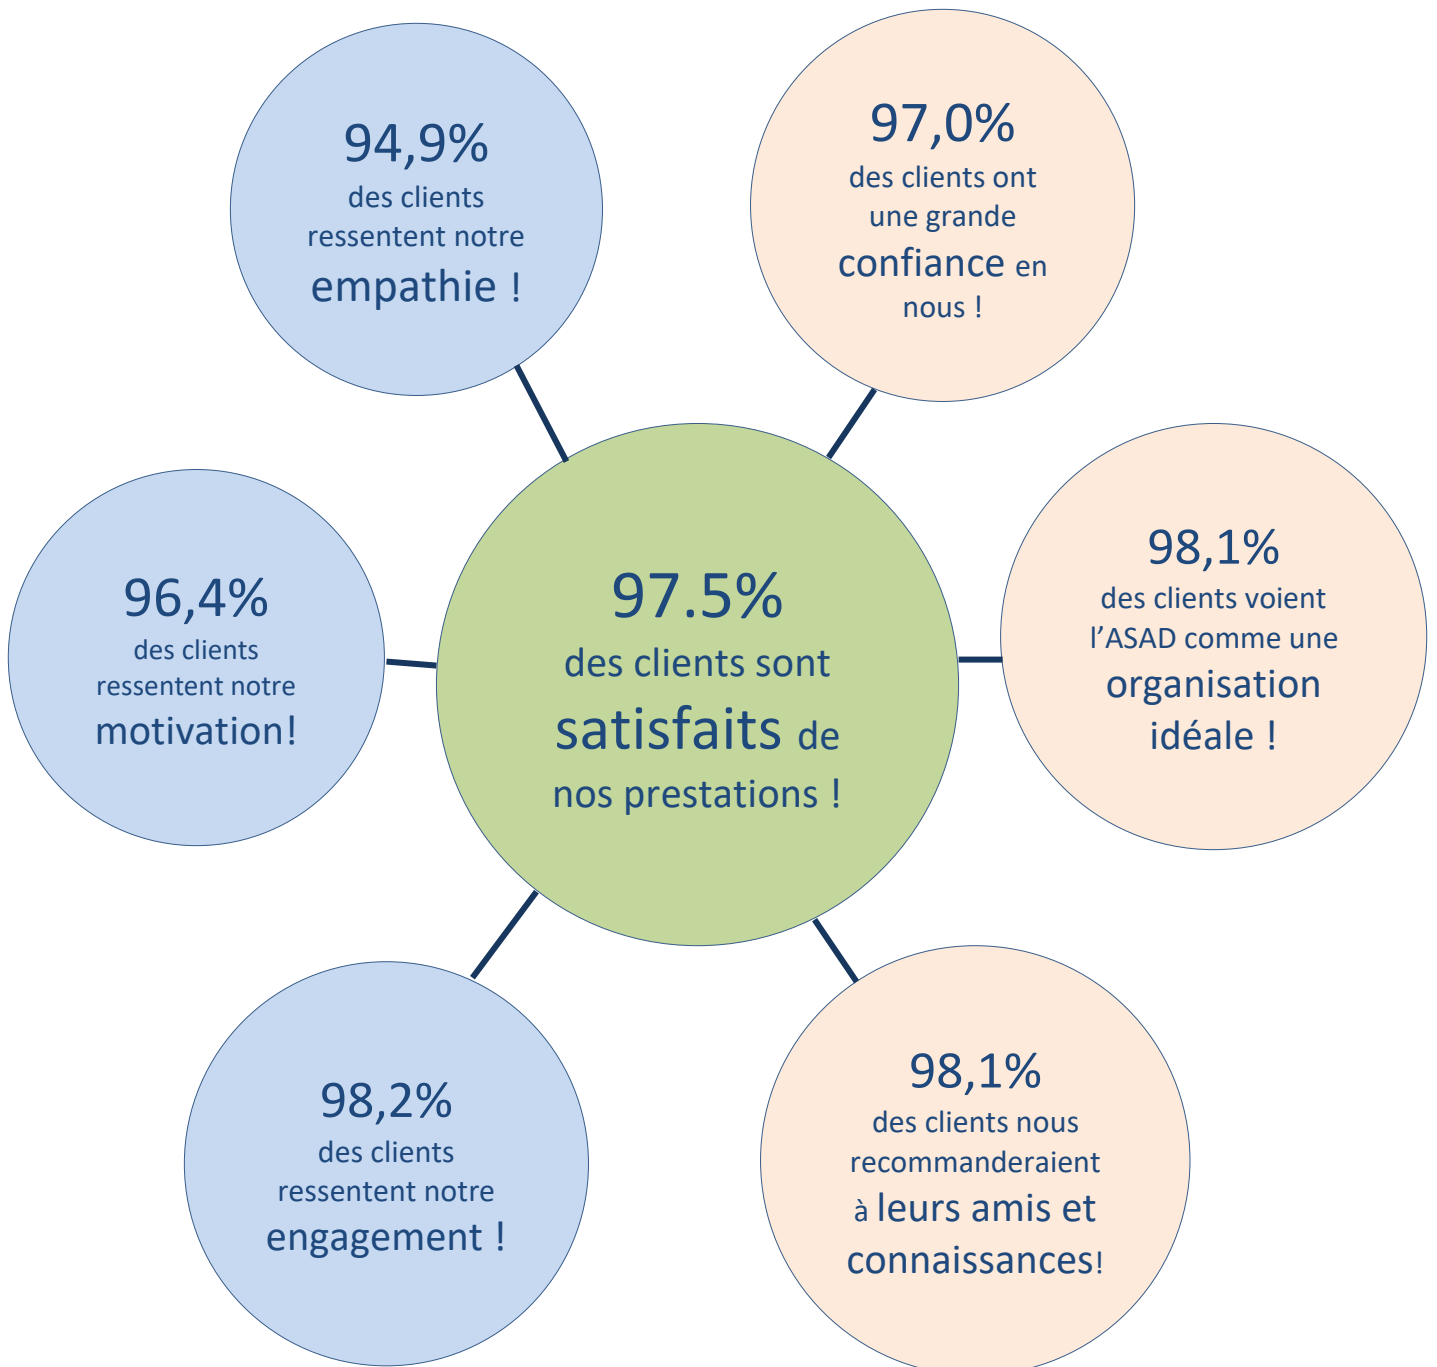 94,9%
des clients
ressentent notre
empathie !
97,0%
des clients ont
une grande
confiance en
nous !
96,4%
des clients
ressentent notre
motivation!
97.5%
des clients sont
satisfaits de
nos prestations !
98,1%
des clients voient
l’ASAD comme une
organisation
idéale !
98,2%
des clients
ressentent notre
engagement !
98,1%
des clients nous
recommanderaient
à leurs amis et
connaissances!